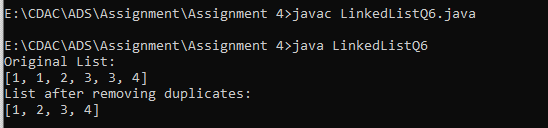 E:\CDAC\ADS\Assignment\Assignment 4>javac LinkedListQ6.java
E:\CDAC\ADS\Assignment\Assignment 4>java LinkedListQ6
Original List:
[1, 1, 2, 3, 3, 4]
List after removing duplicates:
[1, 2, 3, 4]